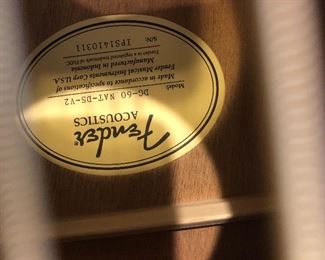 Fender
ACOUSTICS
Model: DG-60 NAT-DS-V2
Made in accordance to specifications of
Fender Musical Instruments Corp U.S.A.
Manufactured in Indonesia
Fender is a registered trademark of FMIC
S/N: IPS1410311